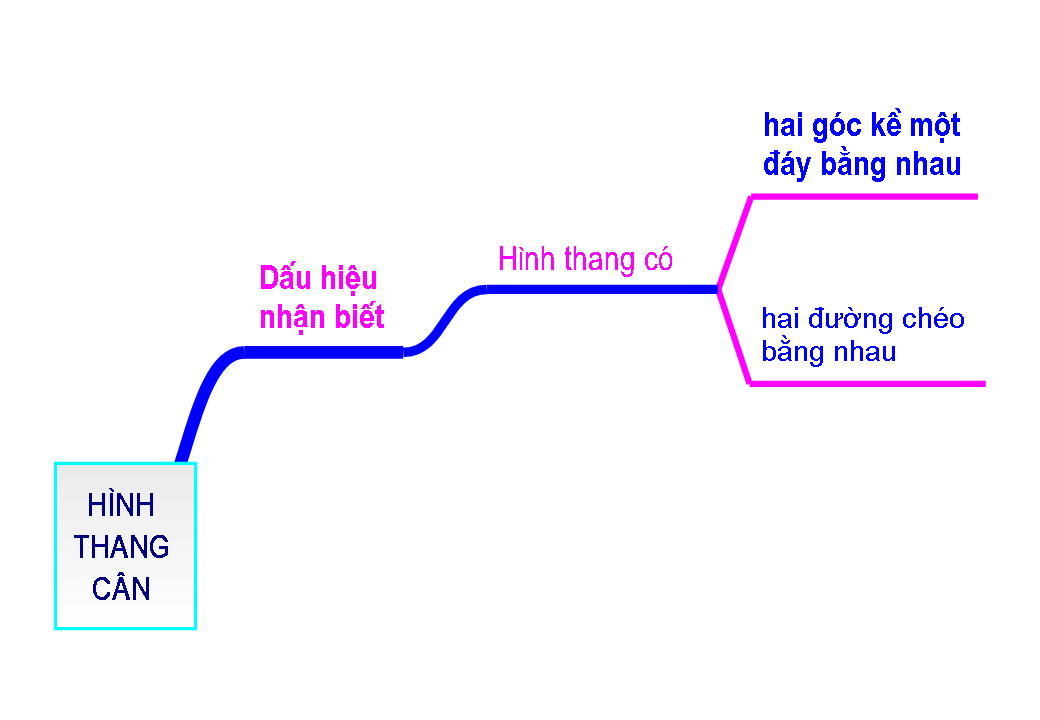 hai góc kề một
đáy bằng nhau
Hình thang có
Dấu hiệu
nhận biết
hai đường chéo
bằng nhau
HÌNH
THANG
CÂN